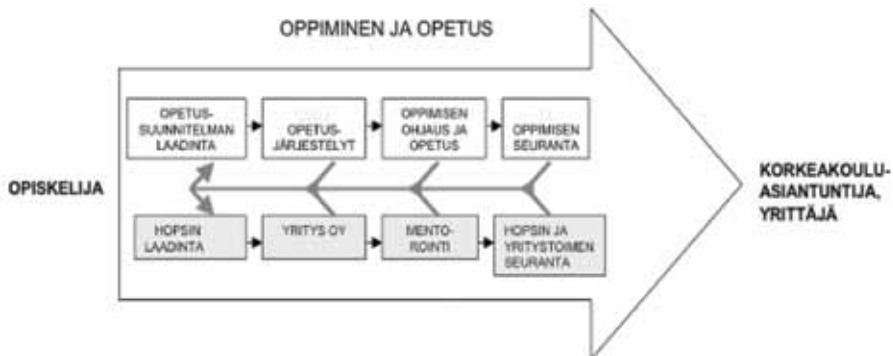 OPPIMINEN JA OPETUS
OPETUS-
SUUNNITELMAN
LAADINTA
OPETUS-
JÄRJESTELYT
OPPIMISEN
OHJAUS JA
OPETUS
OPPIMISEN
SEURANTA
OPISKELIJA
KORKEAKOULU-
ASIANTUNTIJA,
YRITTÄJÄ
HOPSIN
LAADINTA
YRITYS OY
MENTO-
ROINTI
HOPSIN JA
YRITYSTOIMEN
SEURANTA